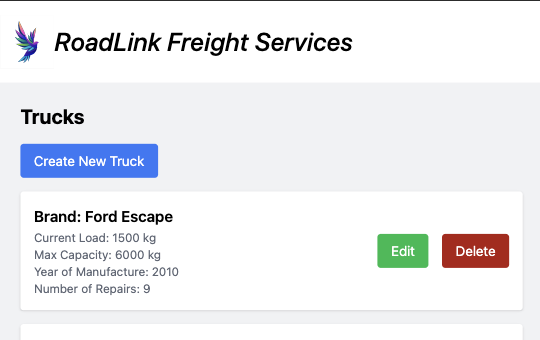 RoadLink Freight Services
Trucks
Create New Truck
Brand: Ford Escape
Current Load: 1500 kg
Max Capacity: 6000 kg
Year of Manufacture: 2010
Number of Repairs: 9
Edit
Delete